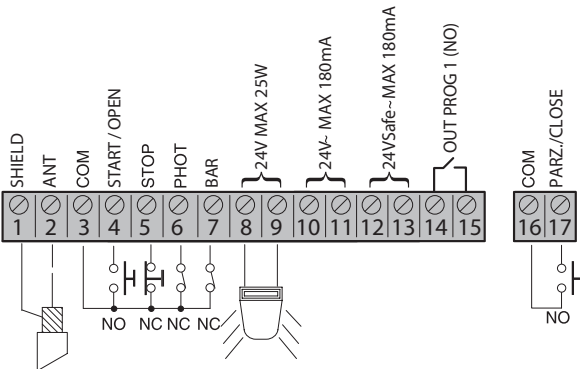 SHIELD
ANT
COM
START / OPEN
STOP
PHOT
BAR
24V MAX 25W
24V~ MAX 180mA
24VSafe~ MAX 180mA
OUT PROG 1 (NO)
COM
PARZ./CLOSE
1 2 3 4 5 6 7 8 9 10 11 12 13 14 15 16 17
NO NC NC NC
NO